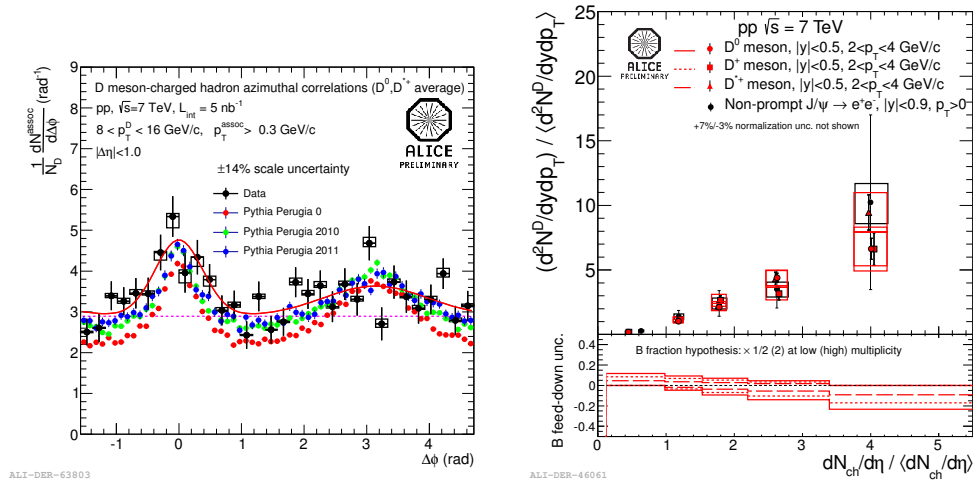 D meson-charged hadron azimuthal correlations (D⁰,D*⁺ average)
pp, √s=7 TeV, L_int = 5 nb⁻¹
8 < p_T^D < 16 GeV/c, p_T^assoc > 0.3 GeV/c
|Δη|<1.0
ALICE
PRELIMINARY
±14% scale uncertainty
Data
Pythia Perugia 0
Pythia Perugia 2010
Pythia Perugia 2011
1/N_D dN^assoc/dΔφ (rad⁻¹)
9
8
7
6
5
4
3
2
1
0
-1 0 1 2 3 4
Δφ (rad)
ALI-DER-63803
pp √s = 7 TeV
D⁰ meson, |y|<0.5, 2<p_T<4 GeV/c
D⁺ meson, |y|<0.5, 2<p_T<4 GeV/c
D*⁺ meson, |y|<0.5, 2<p_T<4 GeV/c
Non-prompt J/ψ → e⁺e⁻, |y|<0.9, p_T>0
+7%/-3% normalization unc. not shown
ALICE
PRELIMINARY
(d²N^D/dydp_T) / ⟨d²N^D/dydp_T⟩
25
20
15
10
5
B fraction hypothesis: × 1/2 (2) at low (high) multiplicity
B feed-down unc.
0.4
0.2
0
-0.2
-0.4
0 1 2 3 4 5
dN_ch/dη / ⟨dN_ch/dη⟩
ALI-DER-46061